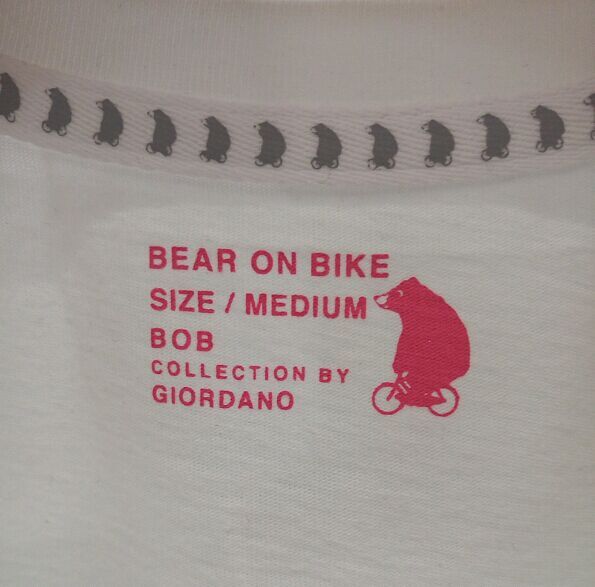 BEAR ON BIKE
SIZE / MEDIUM
BOB
COLLECTION BY
GIORDANO